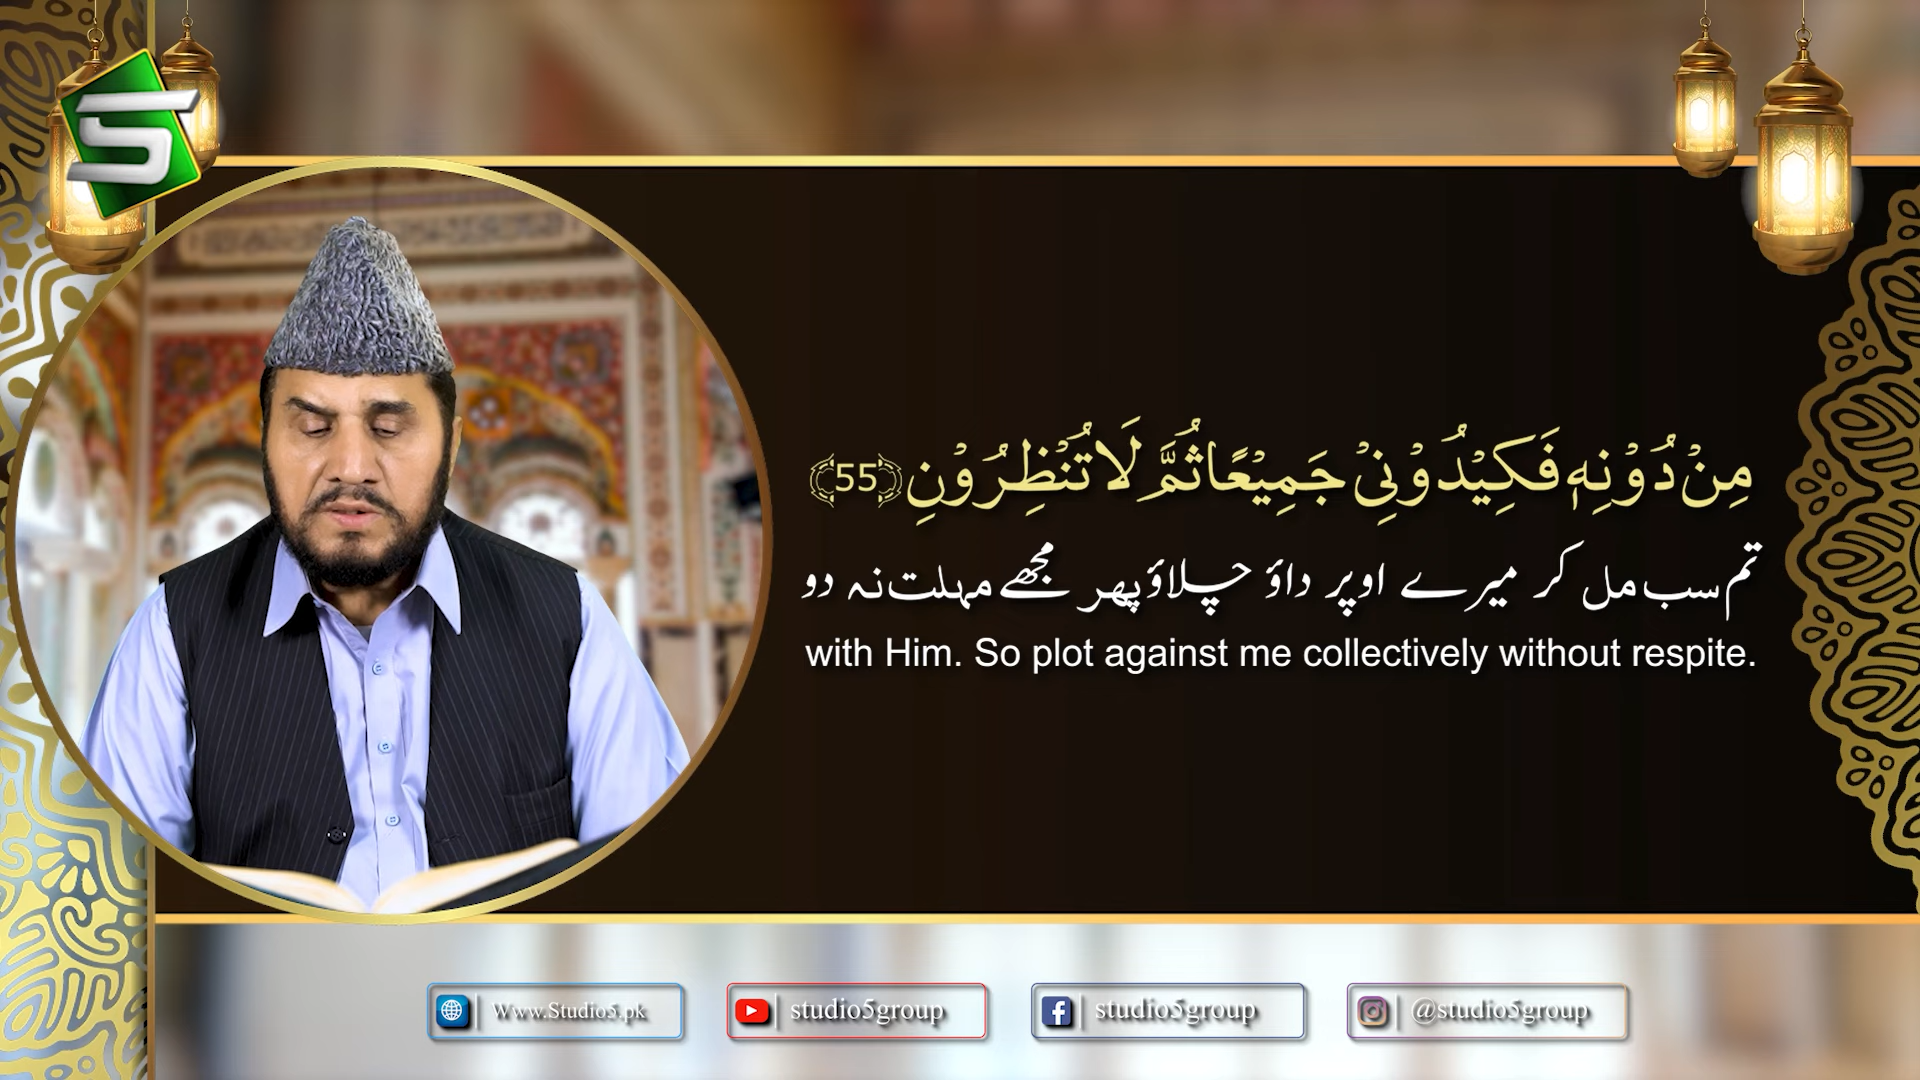 مِنْ دُوْنِهٖ فَكِيْدُوْنِىْ جَمِيْعًا ثُمَّ لَا تُنْظِرُوْنِ ﴿55﴾
تم سب مل کر میرے اوپر داؤ چلاؤ پھر مجھے مہلت نہ دو
with Him. So plot against me collectively without respite.
Www.Studio5.pk
studio5group
studio5group
@studio5group